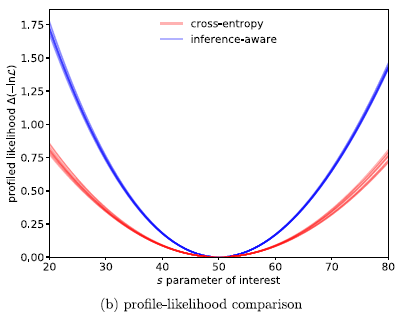 cross-entropy
inference-aware
profiled likelihood Δ(−lnℒ)
1.75
1.50
1.25
1.00
0.75
0.50
0.25
0.00
20 30 40 50 60 70 80
s parameter of interest
(b) profile-likelihood comparison